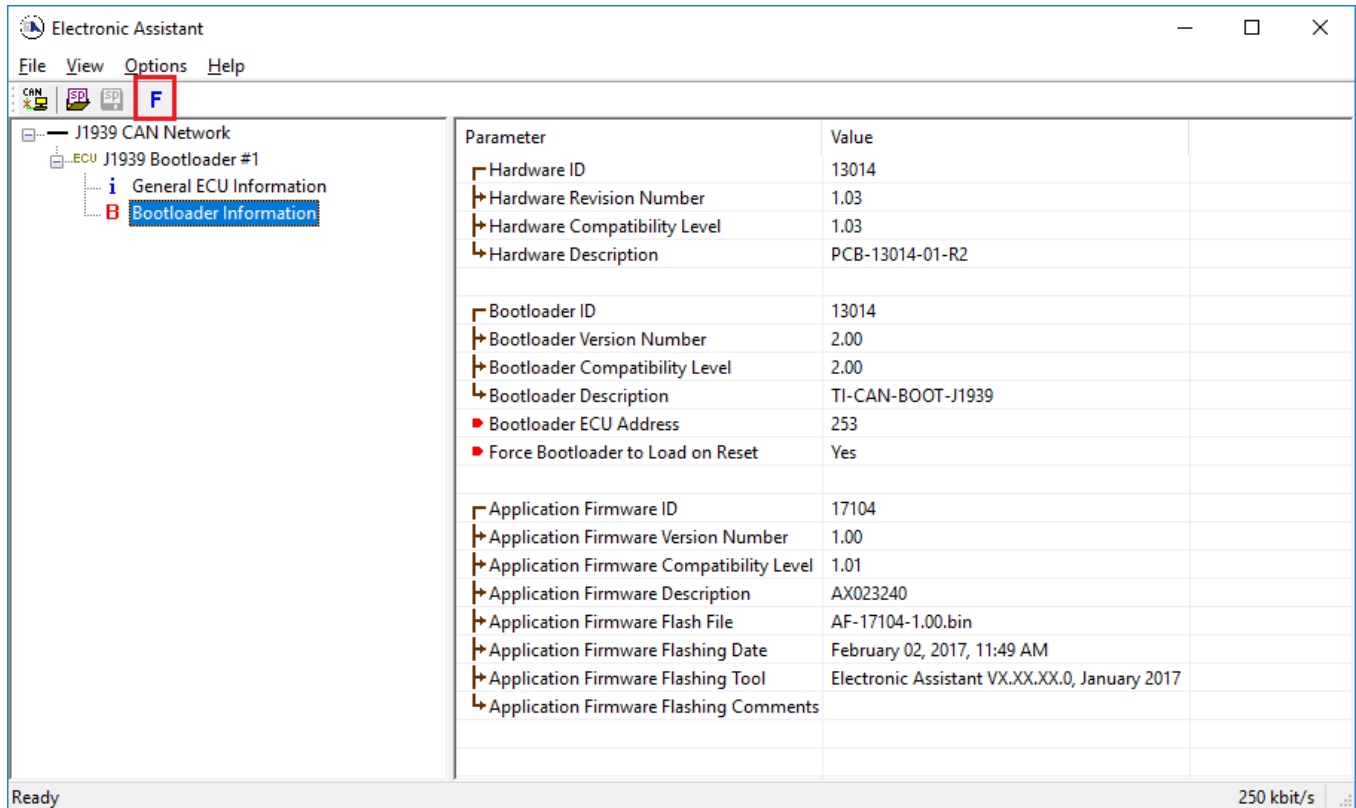 Electronic Assistant
File View Options Help
CAN SP SP F
J1939 CAN Network
ECU J1939 Bootloader #1
i General ECU Information
B Bootloader Information
Parameter Value
Hardware ID 13014
Hardware Revision Number 1.03
Hardware Compatibility Level 1.03
Hardware Description PCB-13014-01-R2
Bootloader ID 13014
Bootloader Version Number 2.00
Bootloader Compatibility Level 2.00
Bootloader Description TI-CAN-BOOT-J1939
Bootloader ECU Address 253
Force Bootloader to Load on Reset Yes
Application Firmware ID 17104
Application Firmware Version Number 1.00
Application Firmware Compatibility Level 1.01
Application Firmware Description AX023240
Application Firmware Flash File AF-17104-1.00.bin
Application Firmware Flashing Date February 02, 2017, 11:49 AM
Application Firmware Flashing Tool Electronic Assistant VX.XX.XX.0, January 2017
Application Firmware Flashing Comments
Ready 250 kbit/s